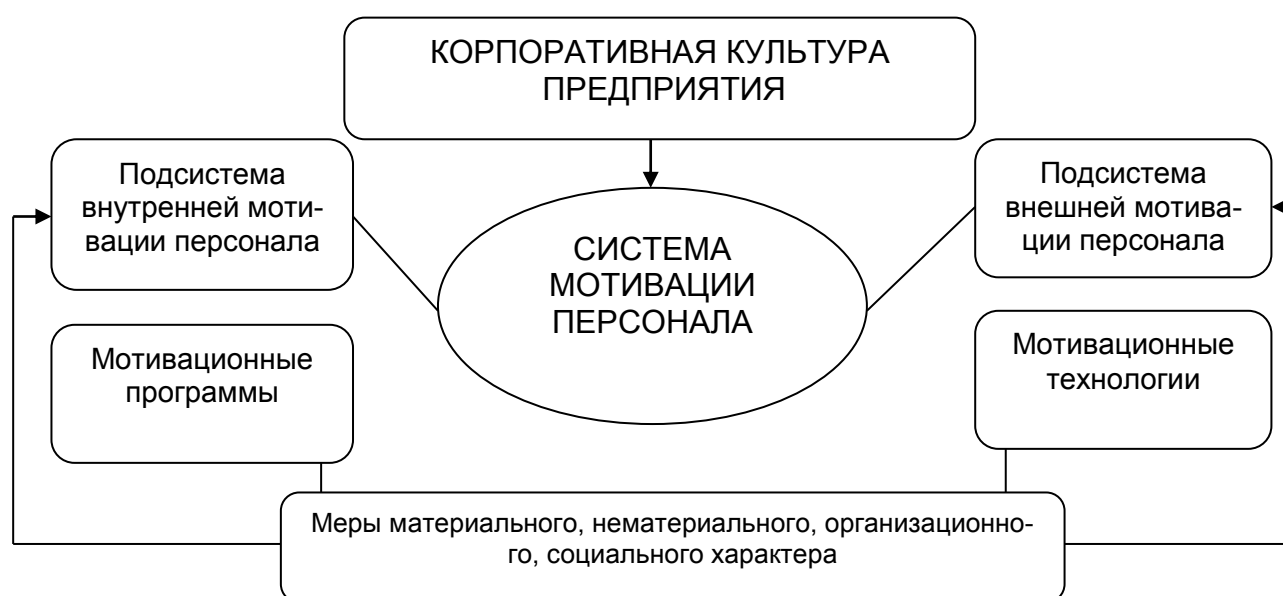 КОРПОРАТИВНАЯ КУЛЬТУРА
ПРЕДПРИЯТИЯ
Подсистема
внутренней моти-
вации персонала
Подсистема
внешней мотива-
ции персонала
СИСТЕМА
МОТИВАЦИИ
ПЕРСОНАЛА
Мотивационные
программы
Мотивационные
технологии
Меры материального, нематериального, организационно-
го, социального характера